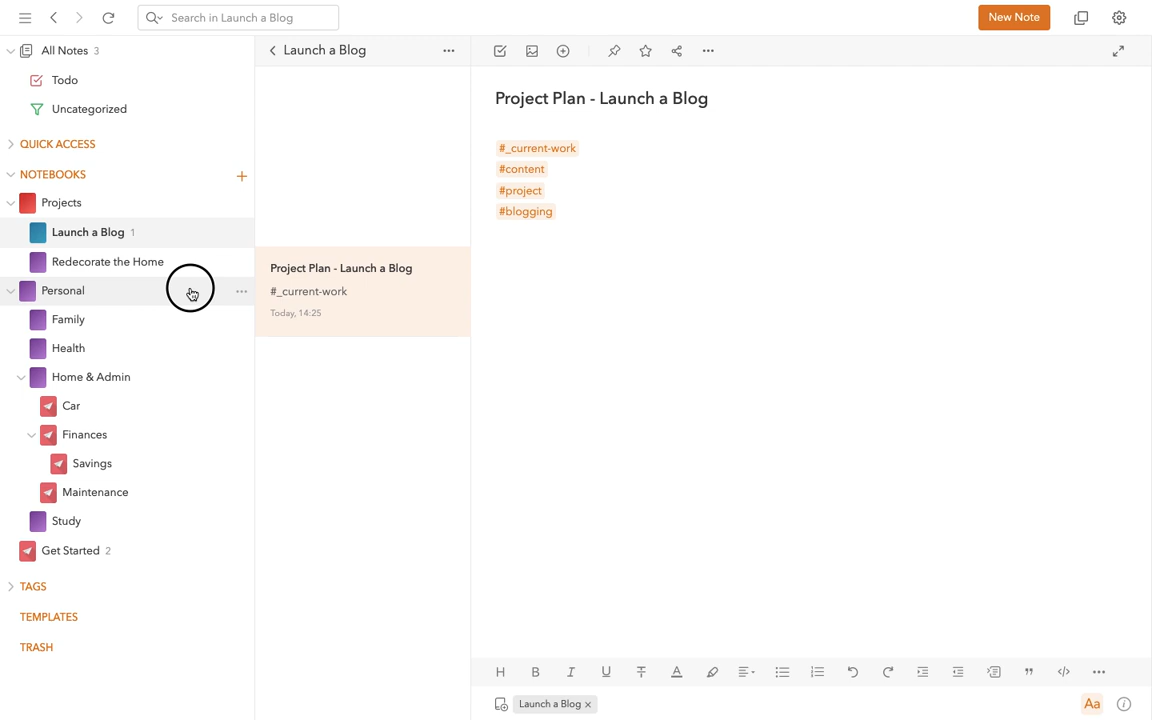 Search in Launch a Blog
New Note
All Notes 3
Todo
Uncategorized
QUICK ACCESS
NOTEBOOKS
Projects
Launch a Blog 1
Redecorate the Home
Personal
Family
Health
Home & Admin
Car
Finances
Savings
Maintenance
Study
Get Started 2
TAGS
TEMPLATES
TRASH
Launch a Blog
Project Plan - Launch a Blog
#_current-work
Today, 14:25
Project Plan - Launch a Blog
#_current-work
#content
#project
#blogging
H B I U T A
Launch a Blog
Aa